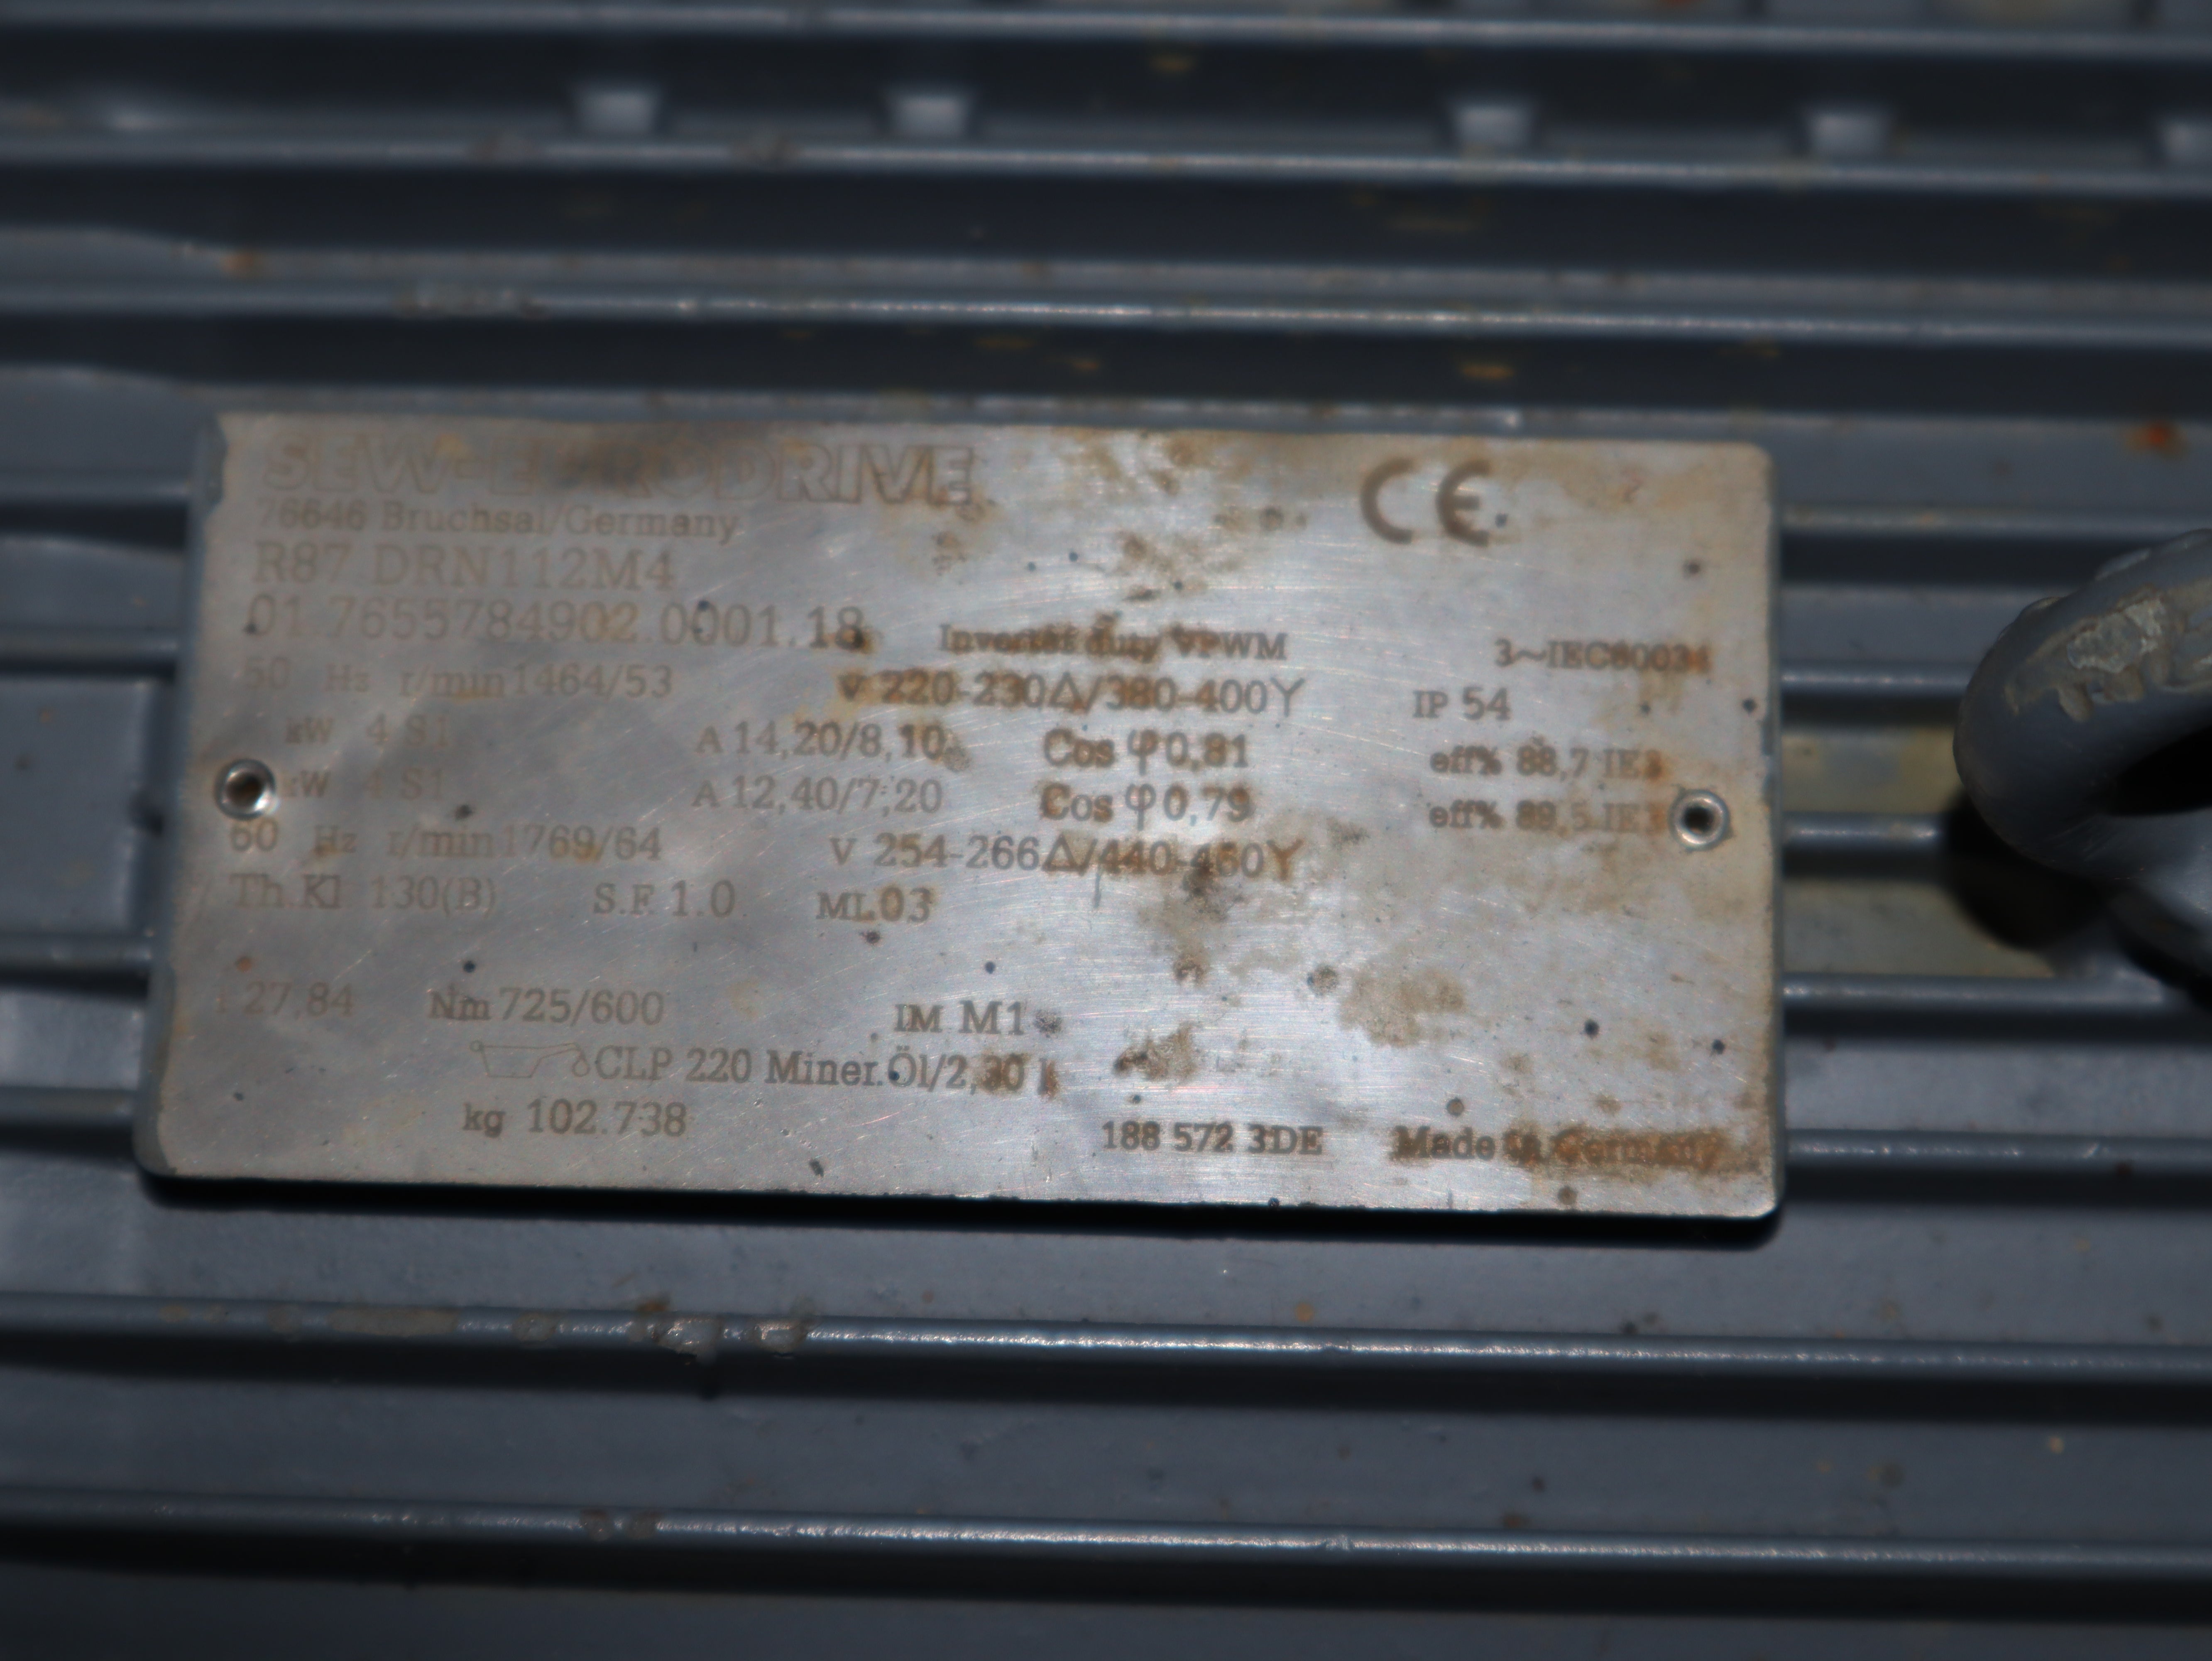 SEW-EURODRIVE CE
76646 Bruchsal/Germany
R87 DRN112M4
01.7655784902.0001.18 Inverter duty VPWM 3~IEC60034
50 Hz r/min 1464/53 V 220-230Δ/380-400Y IP 54
kW 4 S1 A 14,20/8,10 Cos φ 0,81 eff% 88,7 IE3
kW 4 S1 A 12,40/7,20 Cos φ 0,79 eff% 89,5 IE3
60 Hz r/min 1769/64 V 254-266Δ/440-460Y
Th.Kl 130(B) S.F. 1.0 ML03
i 27,84 Nm 725/600 IM M1
CLP 220 Miner.Öl/2,30 l
kg 102.738 188 572 3DE Made in Germany